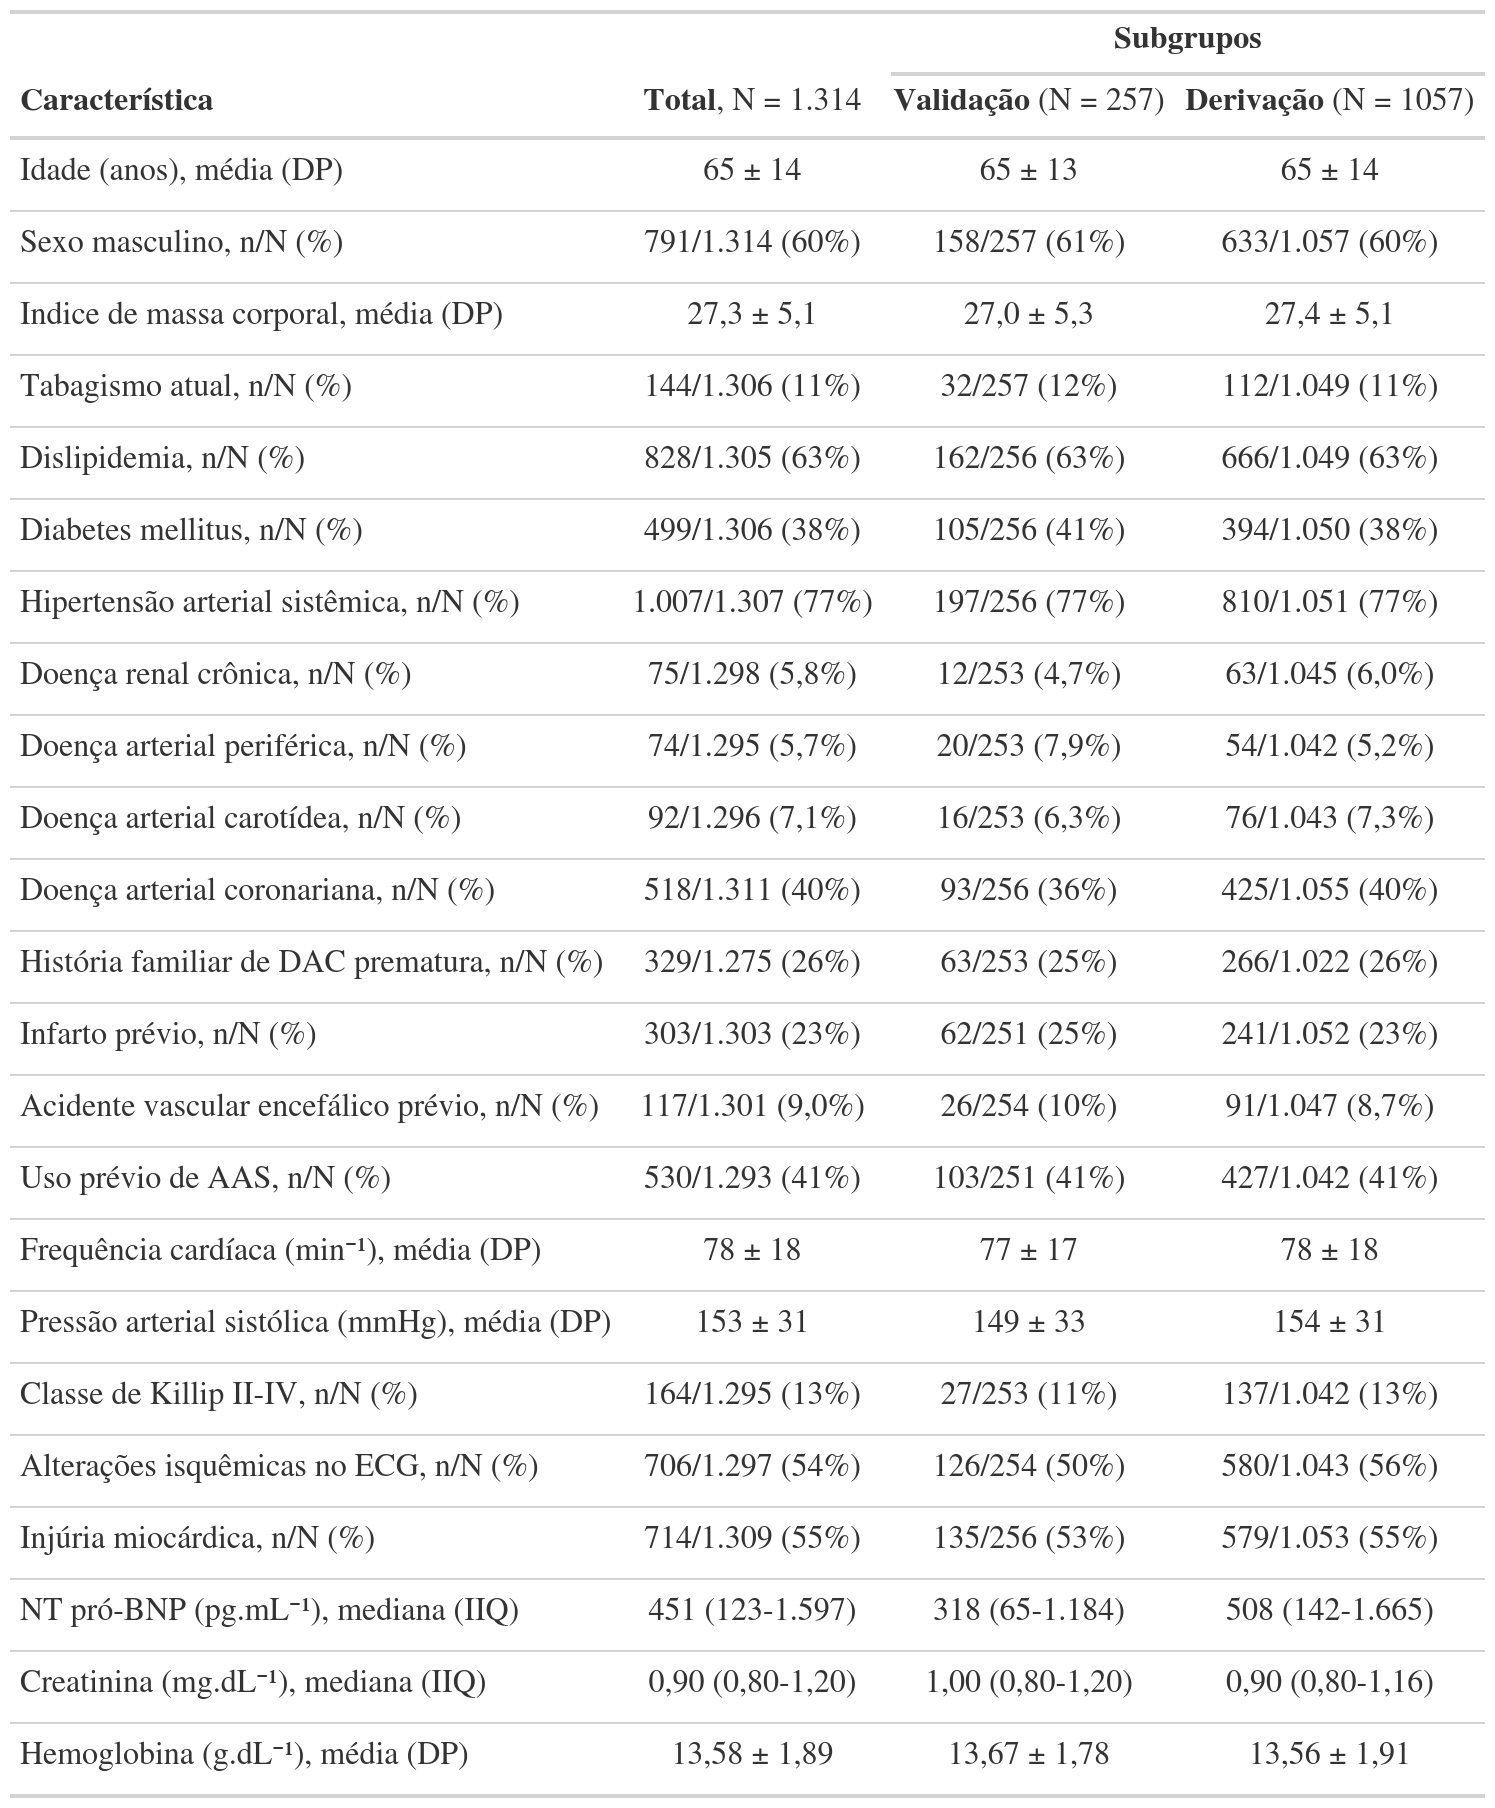 Subgrupos
Característica Total, N = 1.314 Validação (N = 257) Derivação (N = 1057)
Idade (anos), média (DP) 65 ± 14 65 ± 13 65 ± 14
Sexo masculino, n/N (%) 791/1.314 (60%) 158/257 (61%) 633/1.057 (60%)
Indice de massa corporal, média (DP) 27,3 ± 5,1 27,0 ± 5,3 27,4 ± 5,1
Tabagismo atual, n/N (%) 144/1.306 (11%) 32/257 (12%) 112/1.049 (11%)
Dislipidemia, n/N (%) 828/1.305 (63%) 162/256 (63%) 666/1.049 (63%)
Diabetes mellitus, n/N (%) 499/1.306 (38%) 105/256 (41%) 394/1.050 (38%)
Hipertensão arterial sistêmica, n/N (%) 1.007/1.307 (77%) 197/256 (77%) 810/1.051 (77%)
Doença renal crônica, n/N (%) 75/1.298 (5,8%) 12/253 (4,7%) 63/1.045 (6,0%)
Doença arterial periférica, n/N (%) 74/1.295 (5,7%) 20/253 (7,9%) 54/1.042 (5,2%)
Doença arterial carotídea, n/N (%) 92/1.296 (7,1%) 16/253 (6,3%) 76/1.043 (7,3%)
Doença arterial coronariana, n/N (%) 518/1.311 (40%) 93/256 (36%) 425/1.055 (40%)
História familiar de DAC prematura, n/N (%) 329/1.275 (26%) 63/253 (25%) 266/1.022 (26%)
Infarto prévio, n/N (%) 303/1.303 (23%) 62/251 (25%) 241/1.052 (23%)
Acidente vascular encefálico prévio, n/N (%) 117/1.301 (9,0%) 26/254 (10%) 91/1.047 (8,7%)
Uso prévio de AAS, n/N (%) 530/1.293 (41%) 103/251 (41%) 427/1.042 (41%)
Frequência cardíaca (min⁻¹), média (DP) 78 ± 18 77 ± 17 78 ± 18
Pressão arterial sistólica (mmHg), média (DP) 153 ± 31 149 ± 33 154 ± 31
Classe de Killip II-IV, n/N (%) 164/1.295 (13%) 27/253 (11%) 137/1.042 (13%)
Alterações isquêmicas no ECG, n/N (%) 706/1.297 (54%) 126/254 (50%) 580/1.043 (56%)
Injúria miocárdica, n/N (%) 714/1.309 (55%) 135/256 (53%) 579/1.053 (55%)
NT pró-BNP (pg.mL⁻¹), mediana (IIQ) 451 (123-1.597) 318 (65-1.184) 508 (142-1.665)
Creatinina (mg.dL⁻¹), mediana (IIQ) 0,90 (0,80-1,20) 1,00 (0,80-1,20) 0,90 (0,80-1,16)
Hemoglobina (g.dL⁻¹), média (DP) 13,58 ± 1,89 13,67 ± 1,78 13,56 ± 1,91